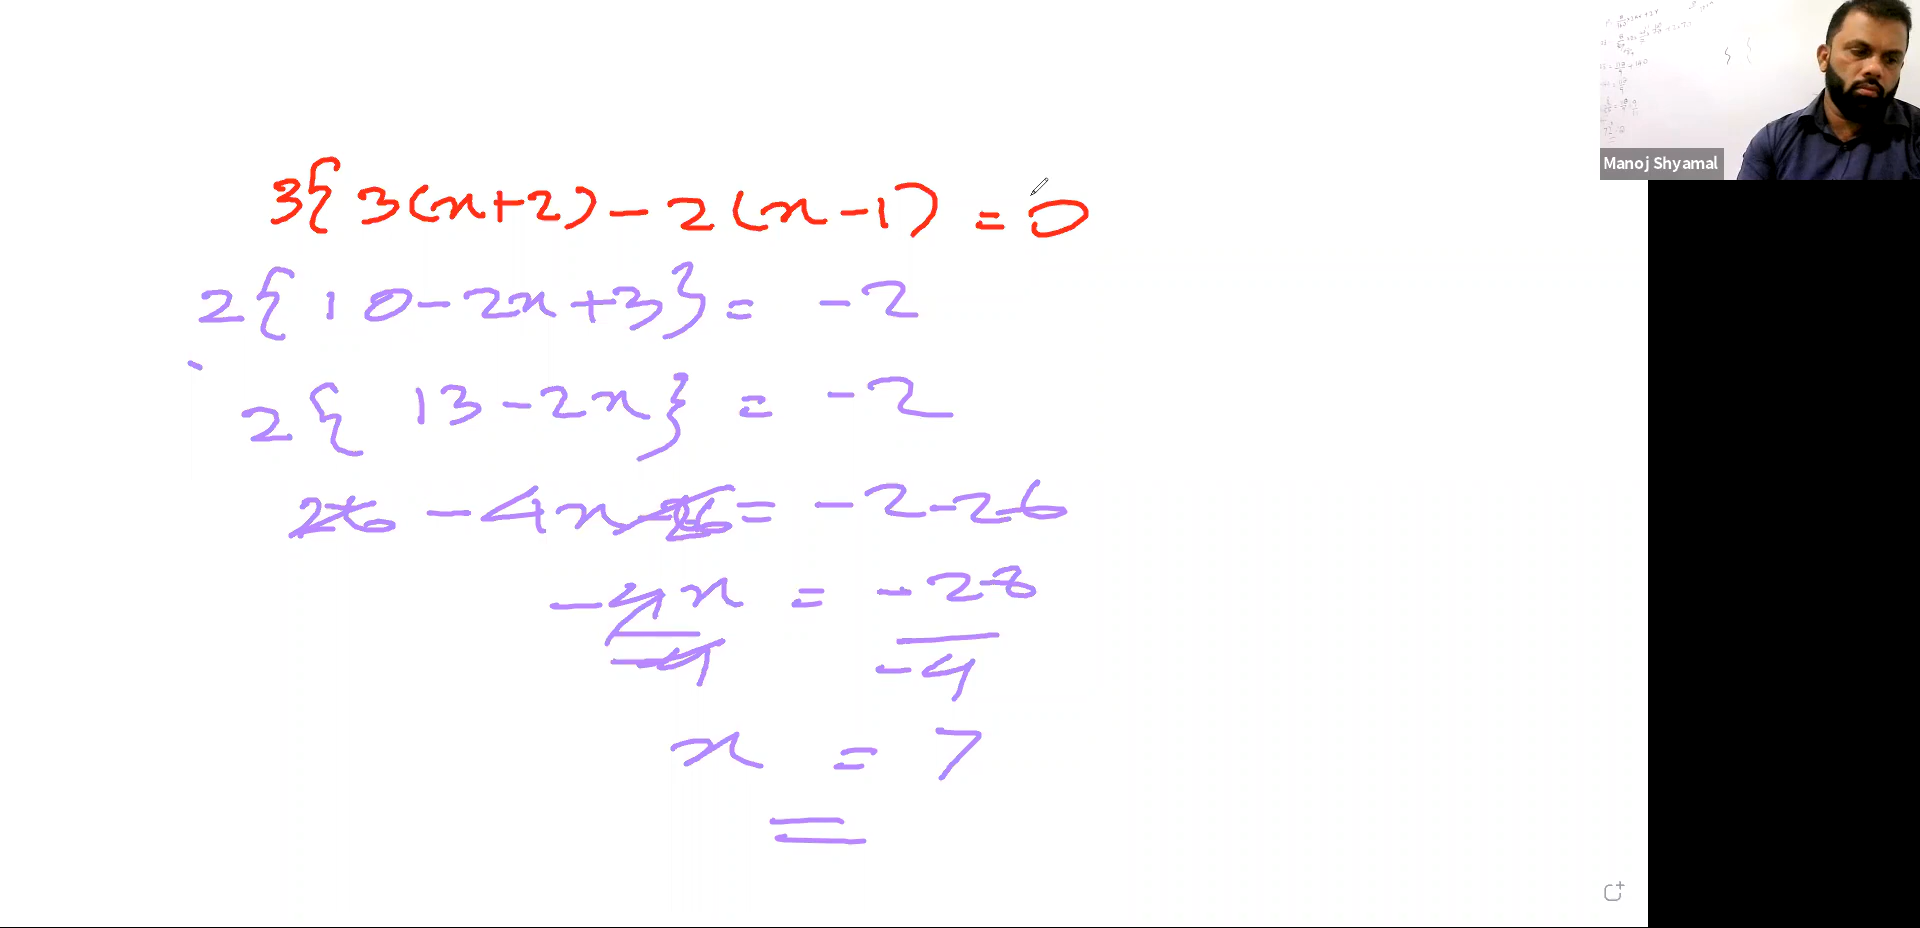 3{3(x+2)-2(x-1) = 0
2{10-2x+3} = -2
2{13-2x} = -2
26 -4x -26 = -2-26
-4x/-4 = -28/-4
x = 7
Manoj Shyamal